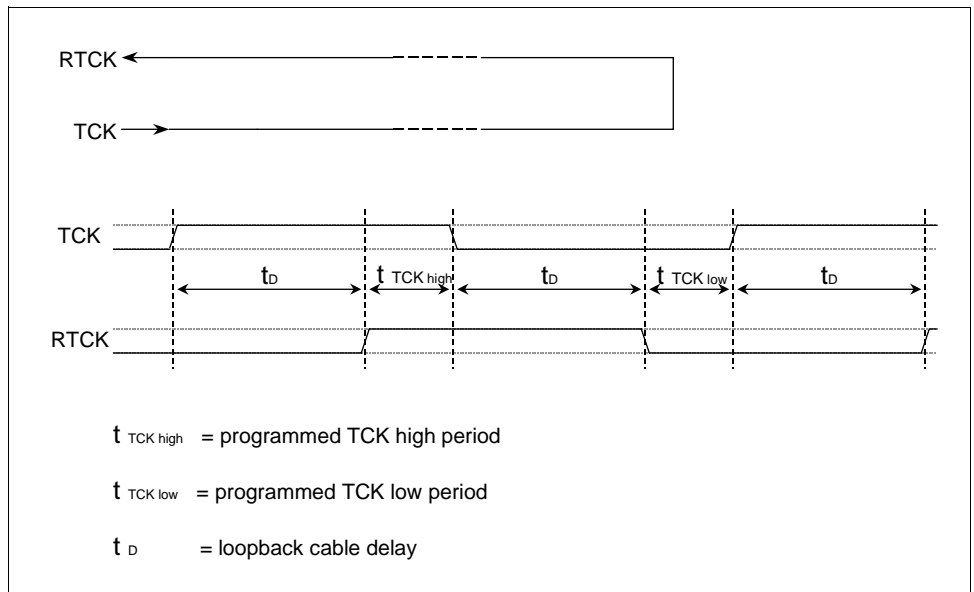 RTCK
TCK
TCK
tD t TCK high tD t TCK low tD
RTCK
t TCK high = programmed TCK high period
t TCK low = programmed TCK low period
t D = loopback cable delay